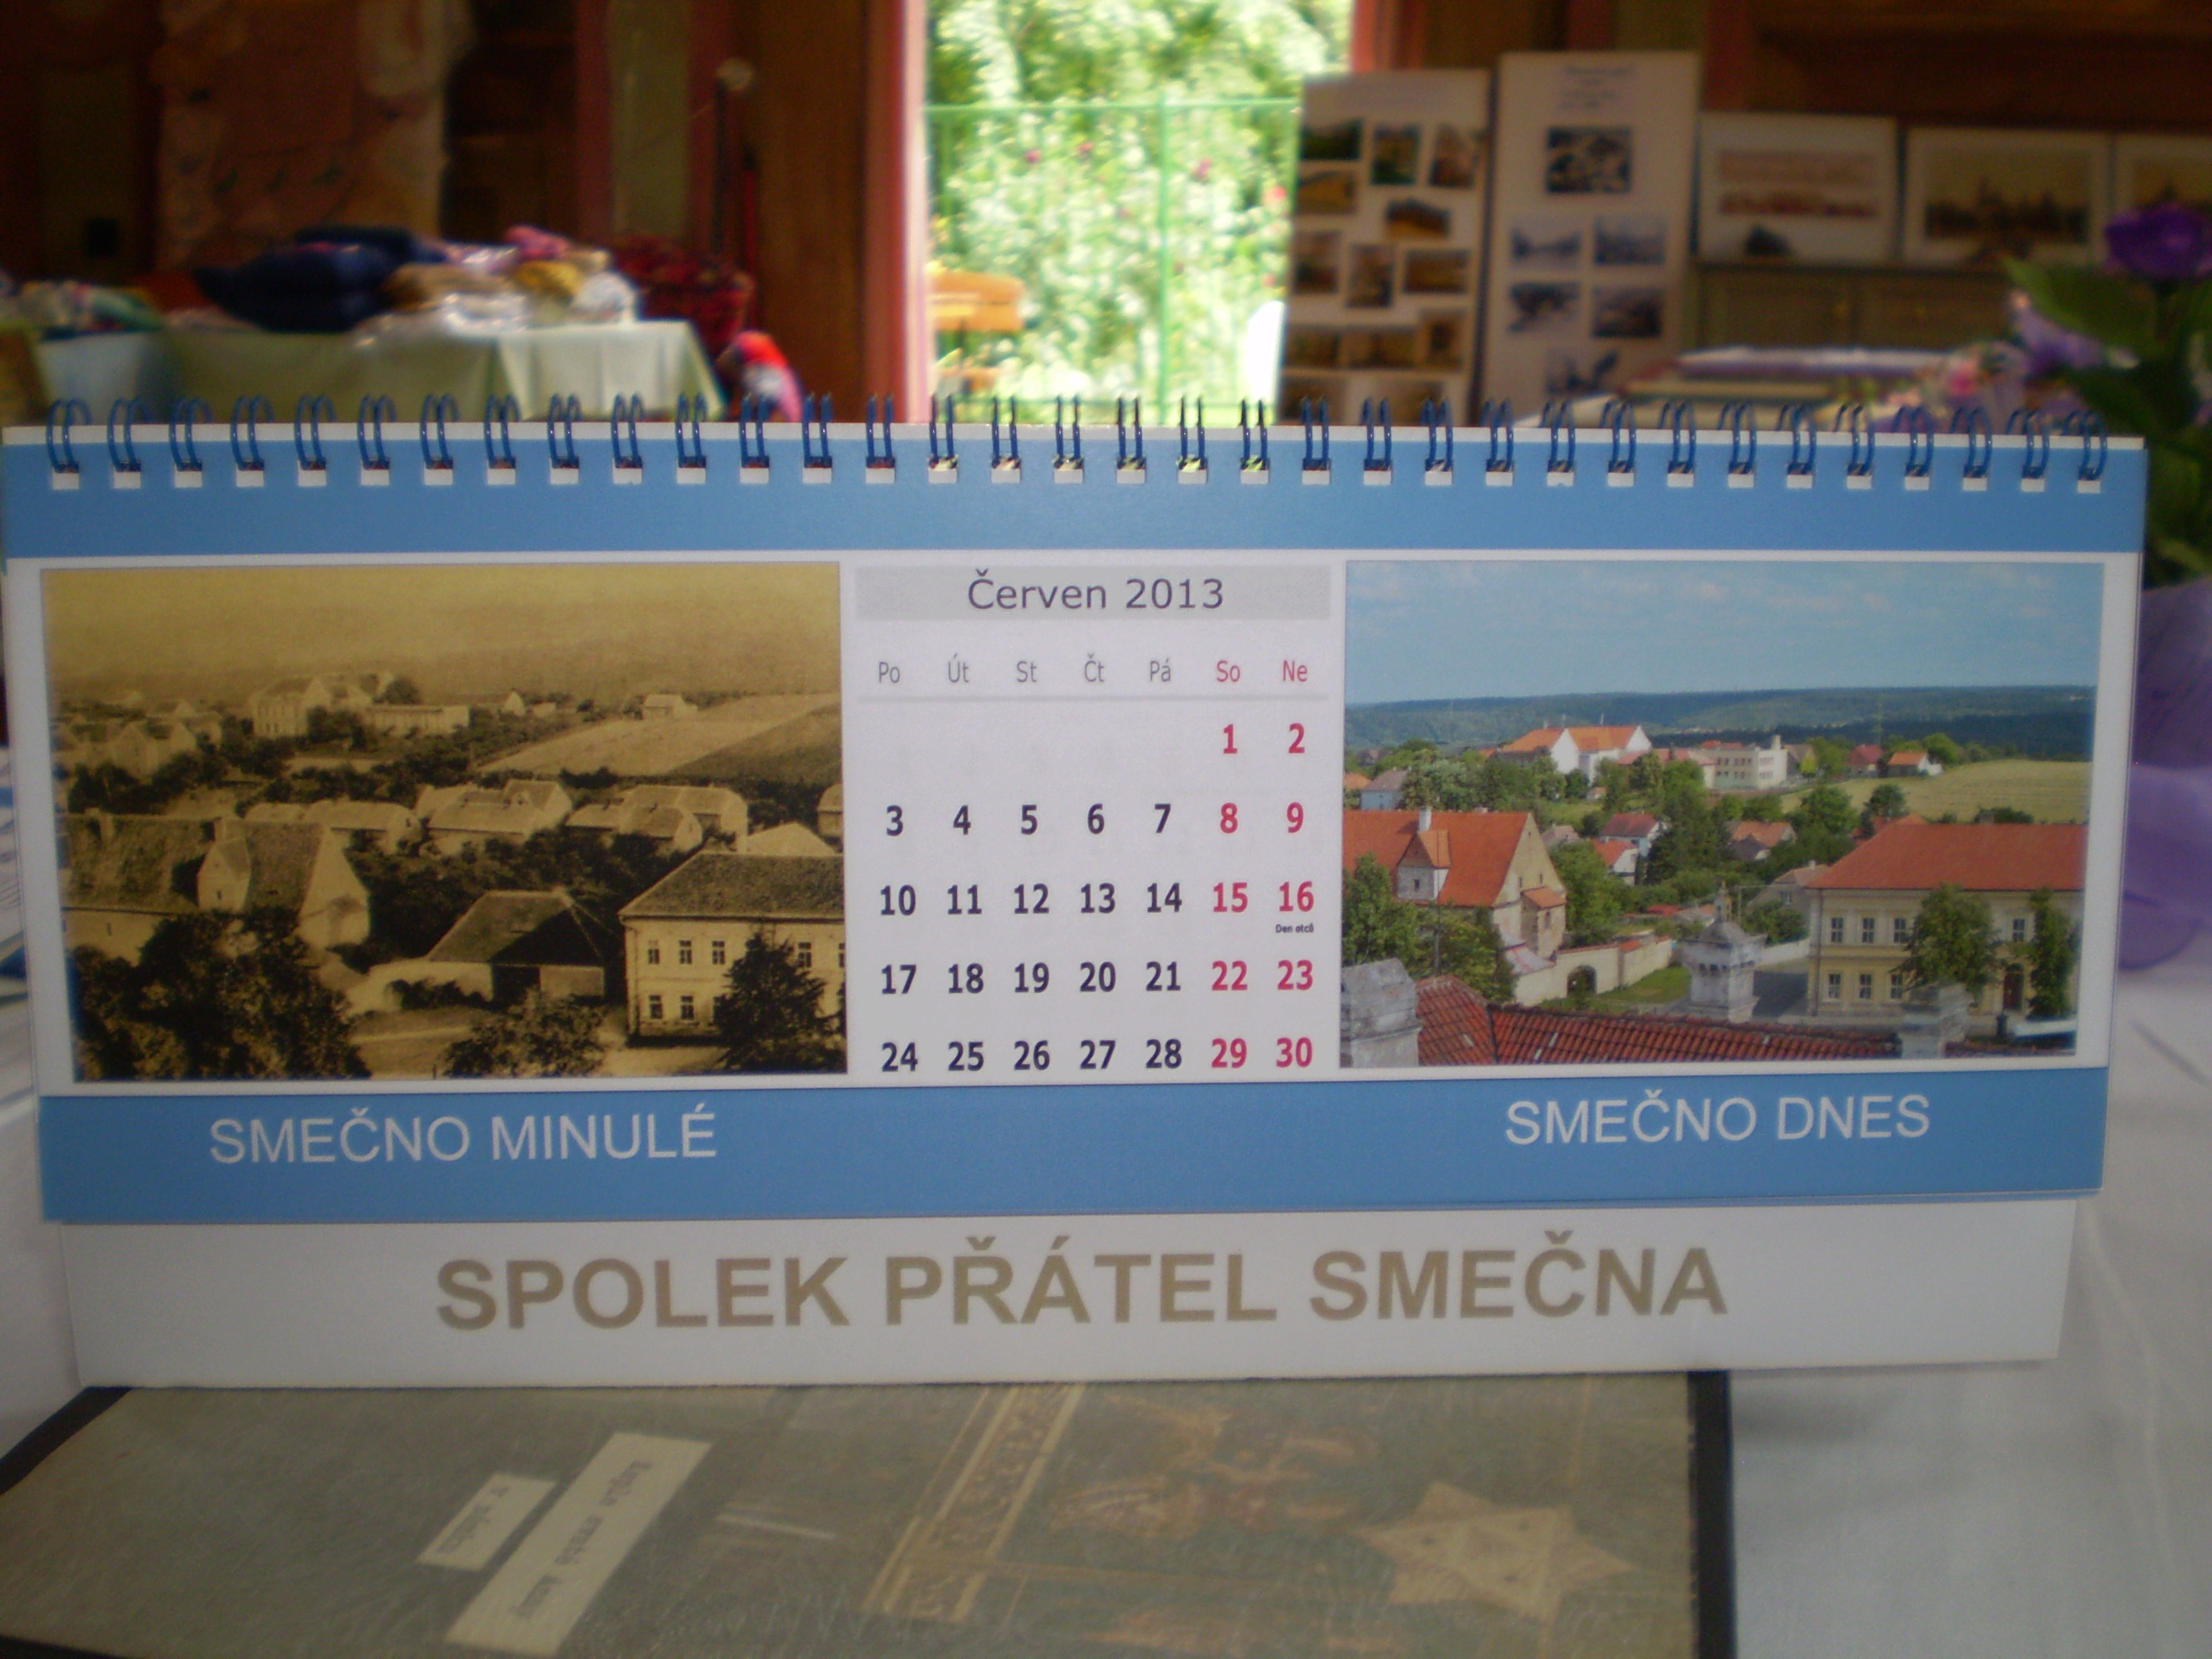 Červen 2013
Po Út St Čt Pá So Ne
1 2
3 4 5 6 7 8 9
10 11 12 13 14 15 16
Den otců
17 18 19 20 21 22 23
24 25 26 27 28 29 30
SMEČNO MINULÉ
SMEČNO DNES
SPOLEK PŘÁTEL SMEČNA